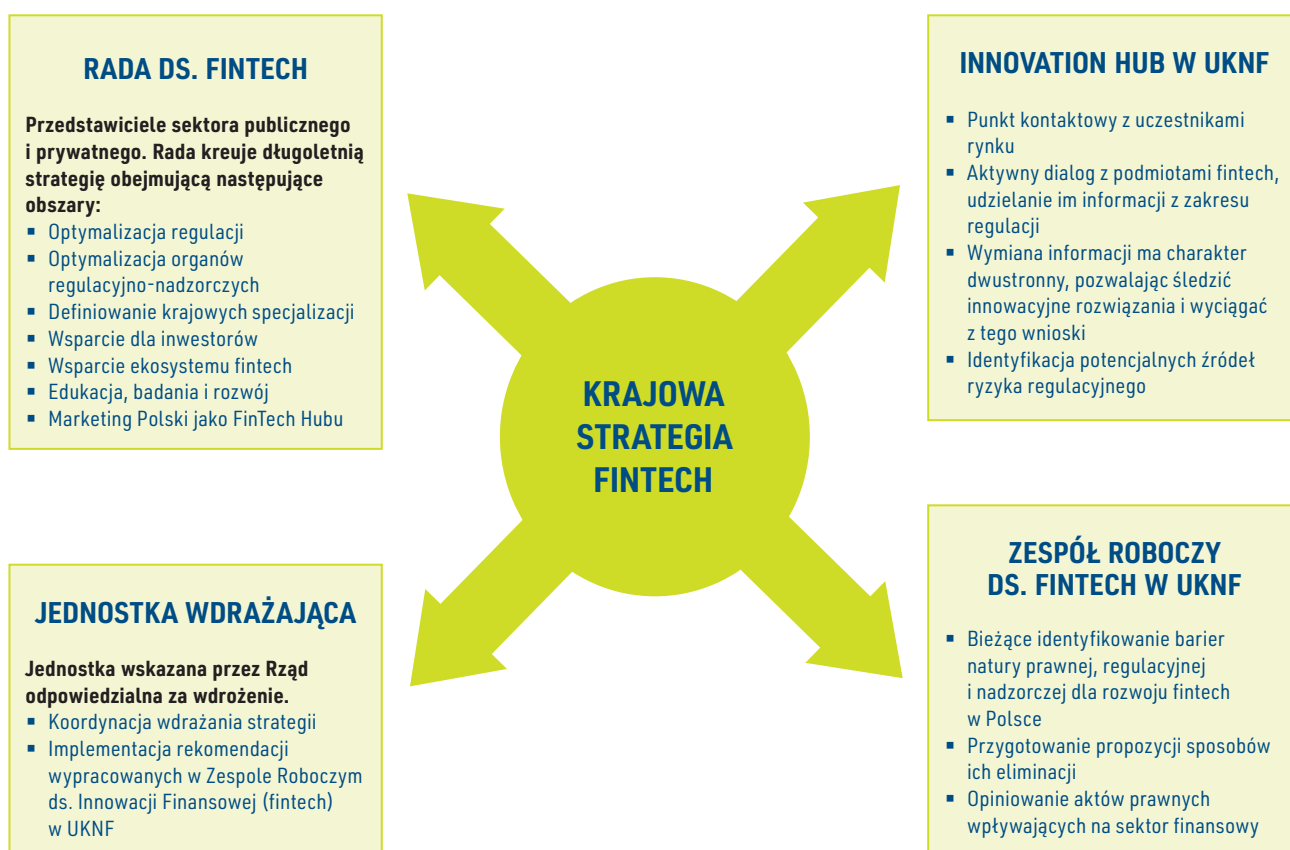 RADA DS. FINTECH
Przedstawiciele sektora publicznego
i prywatnego. Rada kreuje długoletnią
strategię obejmującą następujące
obszary:
▪ Optymalizacja regulacji
▪ Optymalizacja organów
regulacyjno-nadzorczych
▪ Definiowanie krajowych specjalizacji
▪ Wsparcie dla inwestorów
▪ Wsparcie ekosystemu fintech
▪ Edukacja, badania i rozwój
▪ Marketing Polski jako FinTech Hubu
INNOVATION HUB W UKNF
▪ Punkt kontaktowy z uczestnikami
rynku
▪ Aktywny dialog z podmiotami fintech,
udzielanie im informacji z zakresu
regulacji
▪ Wymiana informacji ma charakter
dwustronny, pozwalając śledzić
innowacyjne rozwiązania i wyciągać
z tego wnioski
▪ Identyfikacja potencjalnych źródeł
ryzyka regulacyjnego
KRAJOWA
STRATEGIA
FINTECH
JEDNOSTKA WDRAŻAJĄCA
Jednostka wskazana przez Rząd
odpowiedzialna za wdrożenie.
▪ Koordynacja wdrażania strategii
▪ Implementacja rekomendacji
wypracowanych w Zespole Roboczym
ds. Innowacji Finansowej (fintech)
w UKNF
ZESPÓŁ ROBOCZY
DS. FINTECH W UKNF
▪ Bieżące identyfikowanie barier
natury prawnej, regulacyjnej
i nadzorczej dla rozwoju fintech
w Polsce
▪ Przygotowanie propozycji sposobów
ich eliminacji
▪ Opiniowanie aktów prawnych
wpływających na sektor finansowy